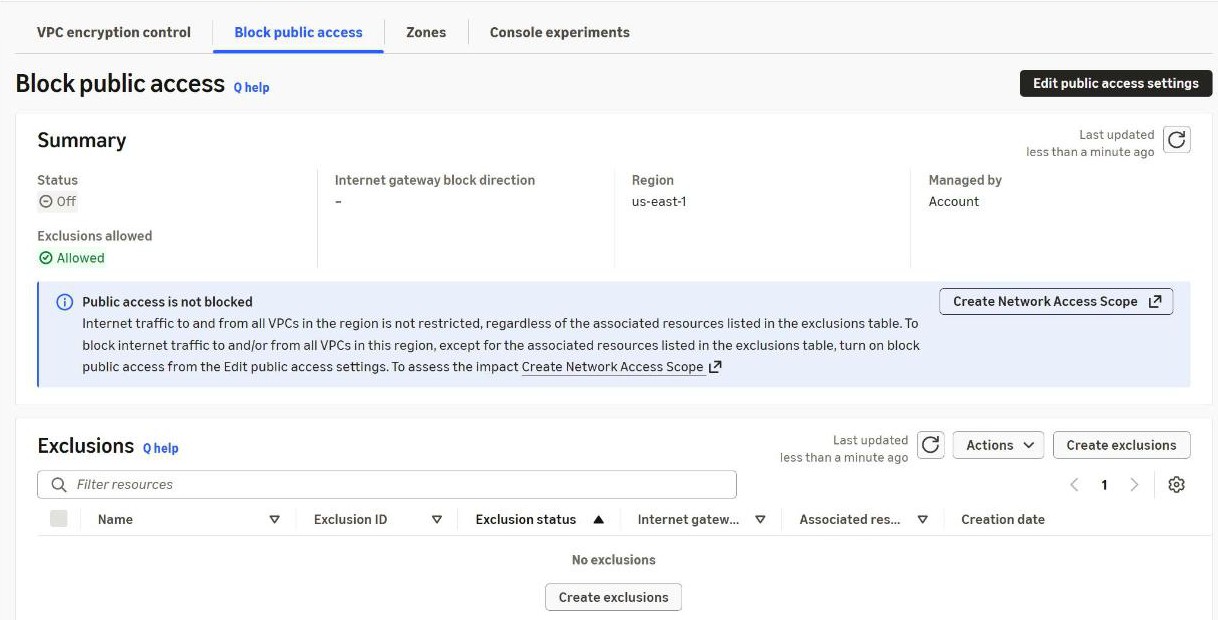 VPC encryption control
Block public access
Zones
Console experiments
Block public access
Q help
Edit public access settings
Summary
Last updated
less than a minute ago
Status
Off
Internet gateway block direction
–
Region
us-east-1
Managed by
Account
Exclusions allowed
Allowed
Public access is not blocked
Internet traffic to and from all VPCs in the region is not restricted, regardless of the associated resources listed in the exclusions table. To
block internet traffic to and/or from all VPCs in this region, except for the associated resources listed in the exclusions table, turn on block
public access from the Edit public access settings. To assess the impact Create Network Access Scope
Create Network Access Scope
Exclusions
Q help
Last updated
less than a minute ago
Actions
Create exclusions
Filter resources
1
Name
Exclusion ID
Exclusion status
Internet gatew...
Associated res...
Creation date
No exclusions
Create exclusions